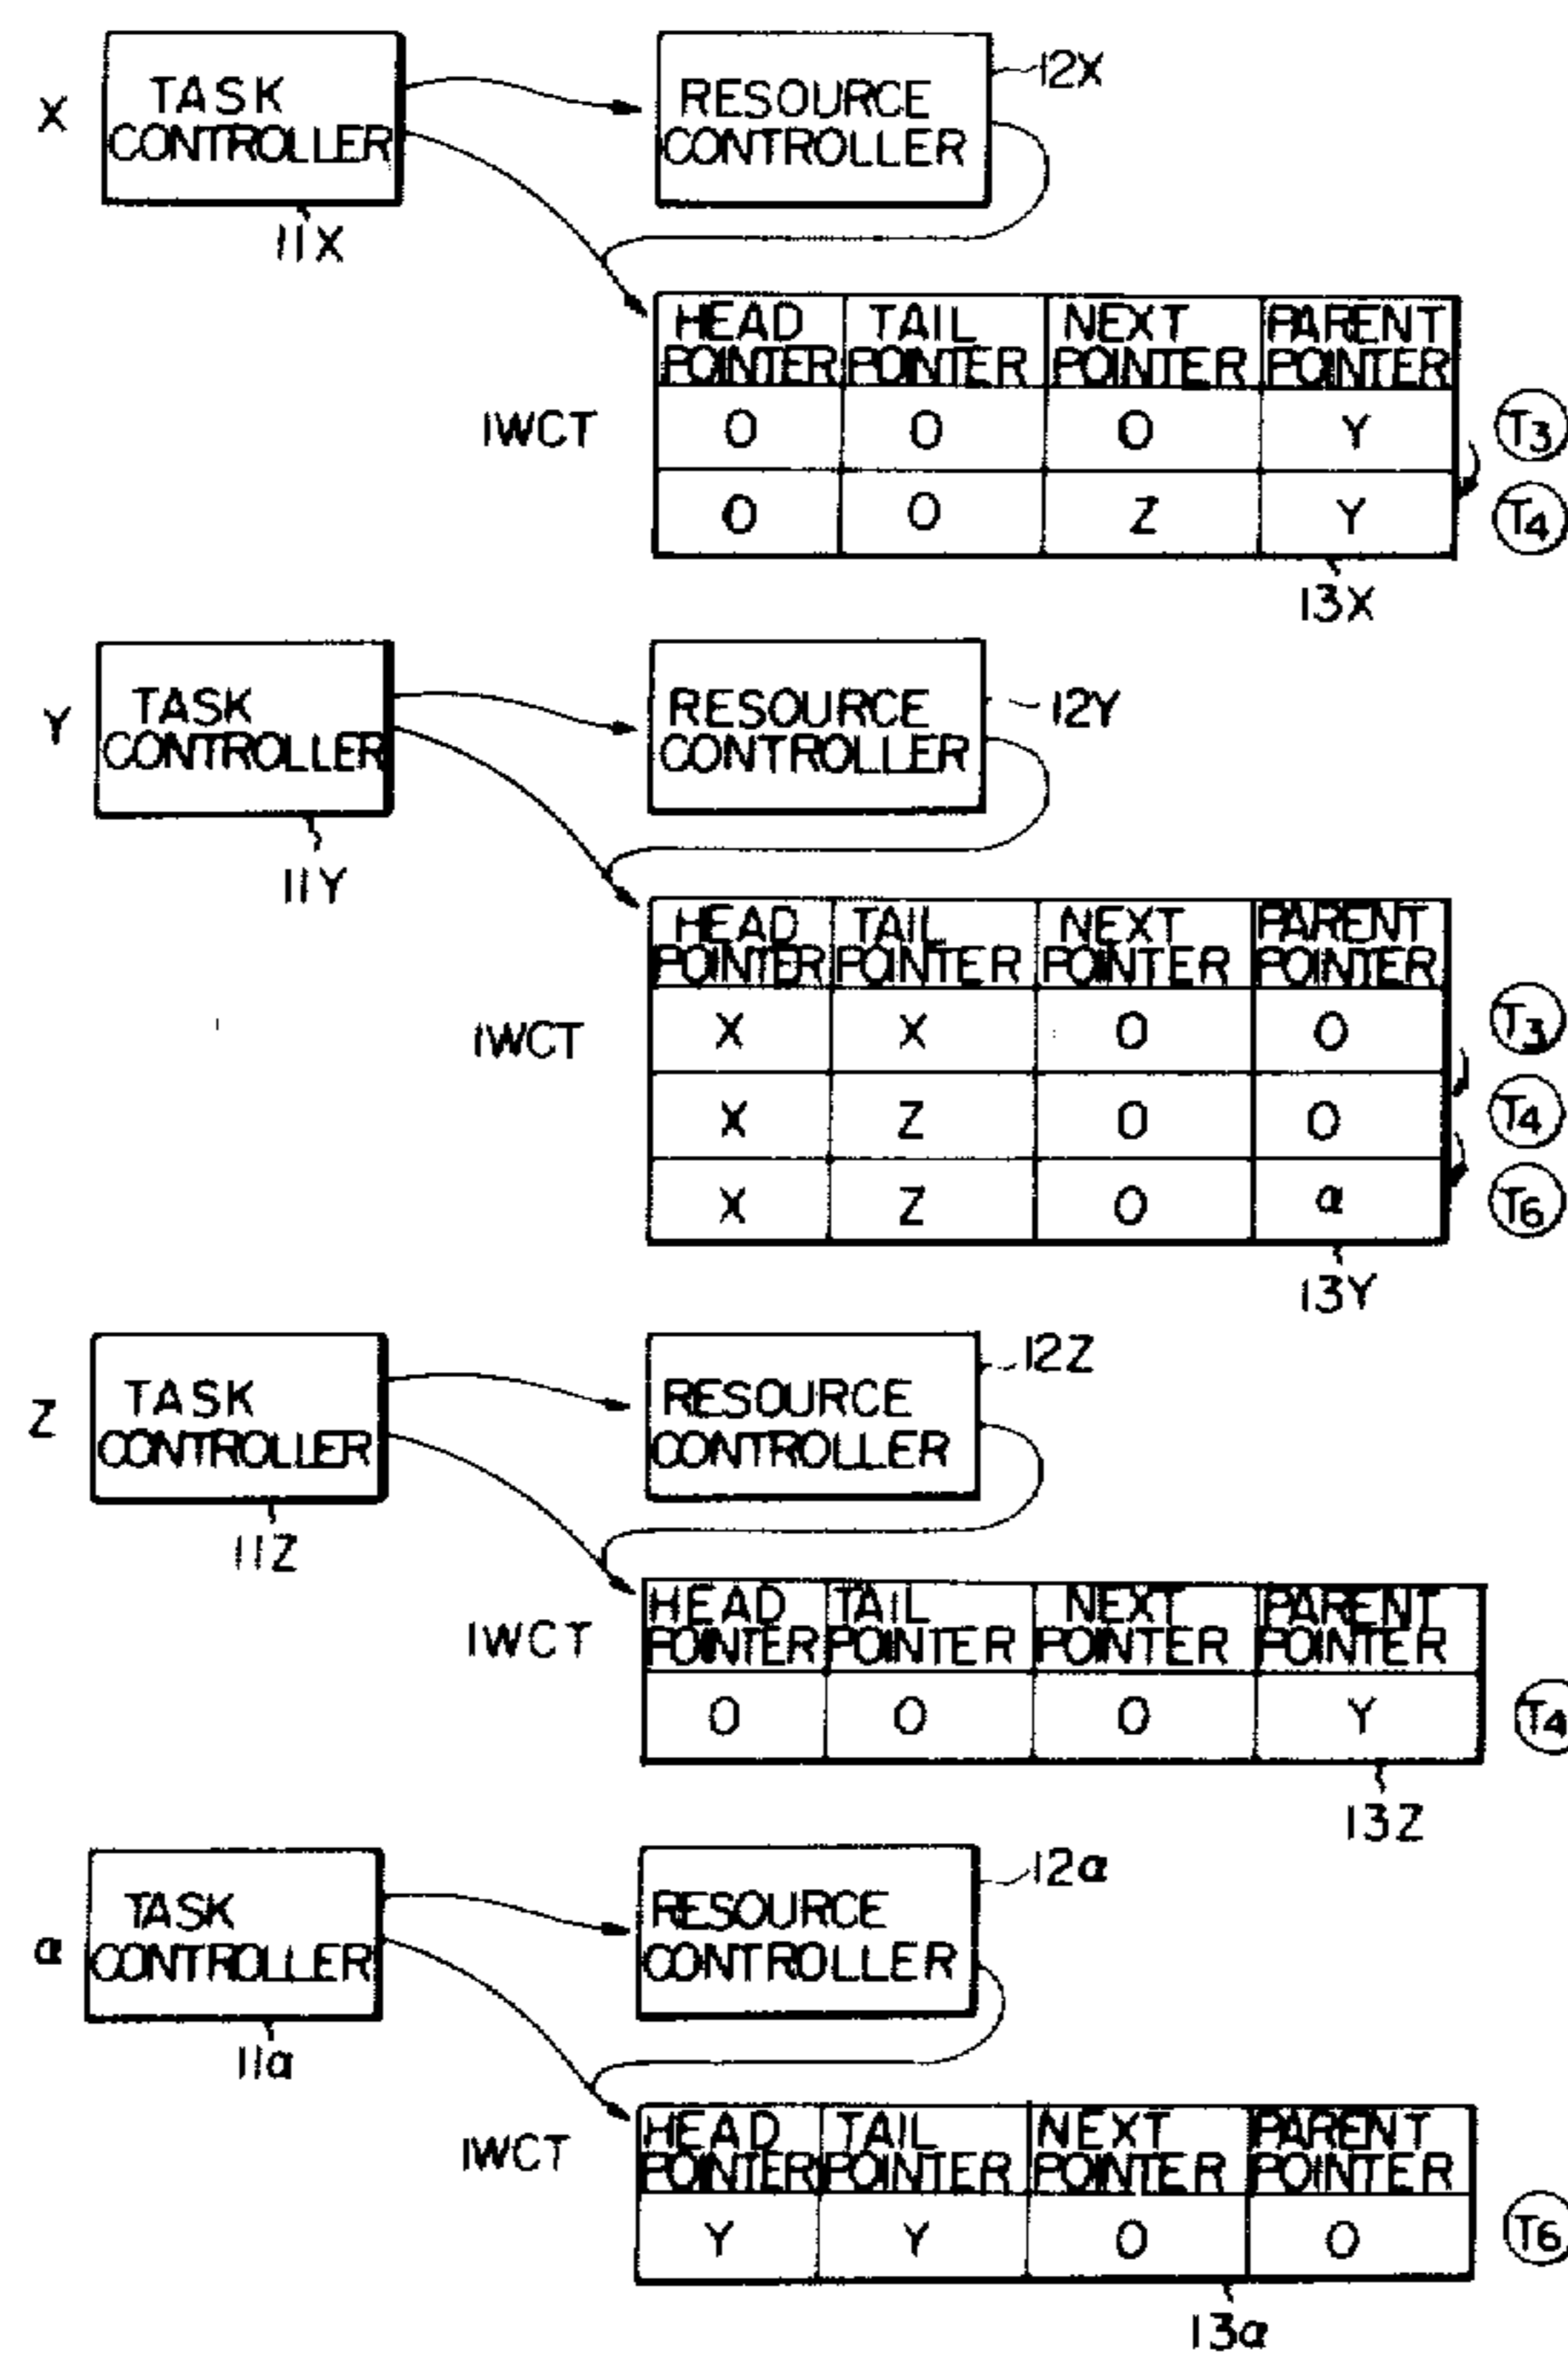 X
TASK
CONTROLLER
11X
RESOURCE
CONTROLLER
12X
IWCT
HEAD POINTER TAIL POINTER NEXT POINTER PARENT POINTER
0 0 0 Y T3
0 0 Z Y T4
13X
Y
TASK
CONTROLLER
11Y
RESOURCE
CONTROLLER
12Y
IWCT
HEAD POINTER TAIL POINTER NEXT POINTER PARENT POINTER
X X 0 0 T3
X Z 0 0 T4
X Z 0 α T6
13Y
Z
TASK
CONTROLLER
11Z
RESOURCE
CONTROLLER
12Z
IWCT
HEAD POINTER TAIL POINTER NEXT POINTER PARENT POINTER
0 0 0 Y T4
13Z
α
TASK
CONTROLLER
11α
RESOURCE
CONTROLLER
12α
IWCT
HEAD POINTER TAIL POINTER NEXT POINTER PARENT POINTER
Y Y 0 0 T6
13α